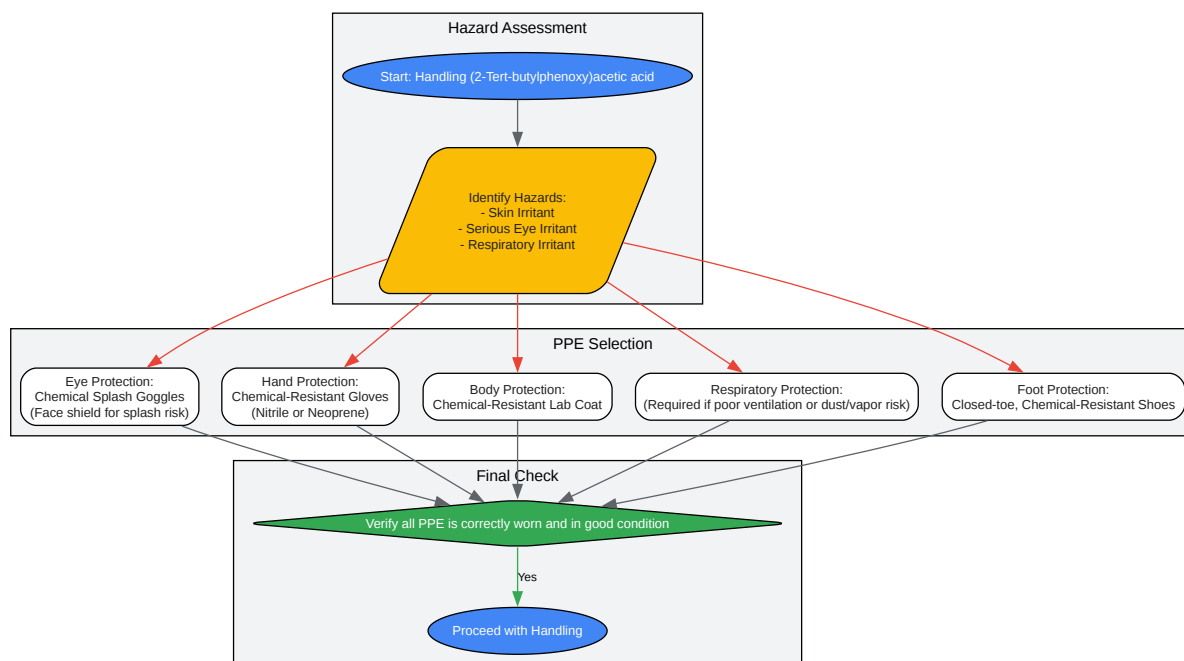 Hazard Assessment
Start: Handling (2-Tert-butylphenoxy)acetic acid
Identify Hazards:
- Skin Irritant
- Serious Eye Irritant
- Respiratory Irritant
PPE Selection
Eye Protection:
Chemical Splash Goggles
(Face shield for splash risk)
Hand Protection:
Chemical-Resistant Gloves
(Nitrile or Neoprene)
Body Protection:
Chemical-Resistant Lab Coat
Respiratory Protection:
(Required if poor ventilation or dust/vapor risk)
Foot Protection:
Closed-toe, Chemical-Resistant Shoes
Final Check
Verify all PPE is correctly worn and in good condition
Yes
Proceed with Handling